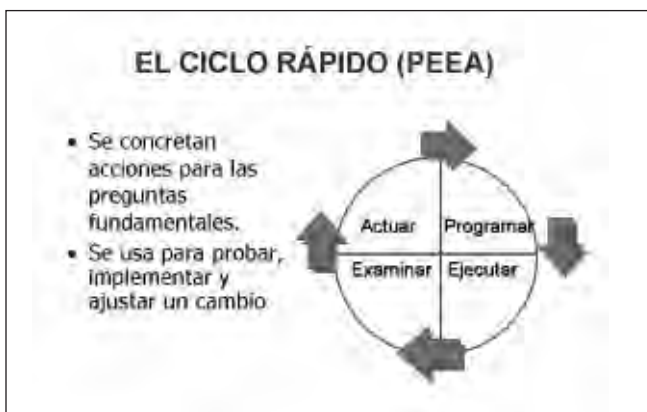 EL CICLO RÁPIDO (PEEA)
• Se concretan
acciones para las
preguntas
fundamentales.
• Se usa para probar,
implementar y
ajustar un cambio
Actuar
Programar
Examinar
Ejecutar